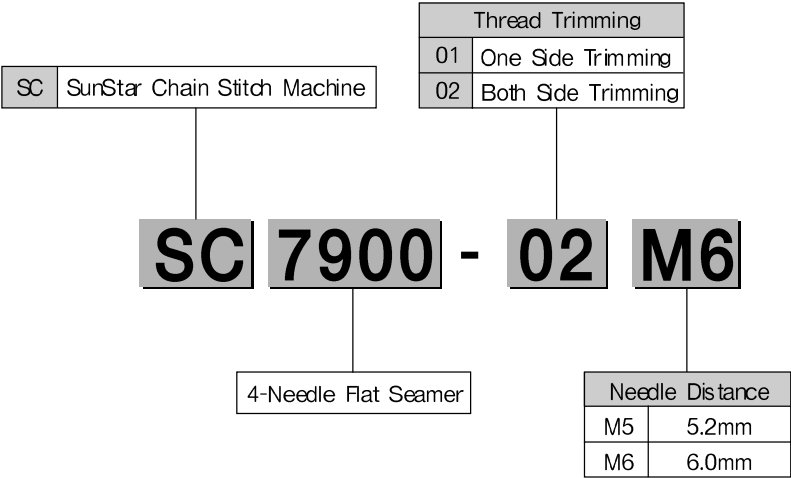 Thread Trimming
01 One Side Trimming
02 Both Side Trimming
SC SunStar Chain Stitch Machine
SC 7900 - 02 M6
4-Needle Flat Seamer
Needle Distance
M5 5.2mm
M6 6.0mm